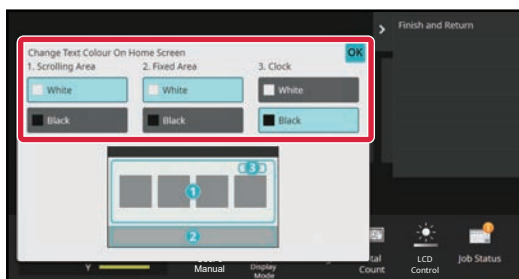 Finish and Return
Change Text Colour On Home Screen
OK
1. Scrolling Area
2. Fixed Area
3. Clock
White
White
White
Black
Black
Black
3
1
2
Y
Manual
Display
Mode
Count
LCD
Control
Job Status